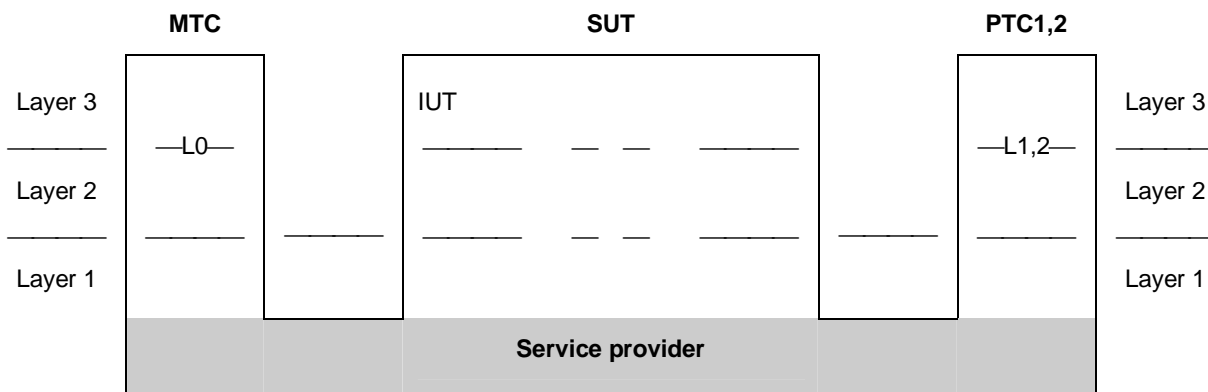 MTC SUT PTC1,2
Layer 3 IUT Layer 3
L0 L1,2
Layer 2 Layer 2
Layer 1 Layer 1
Service provider